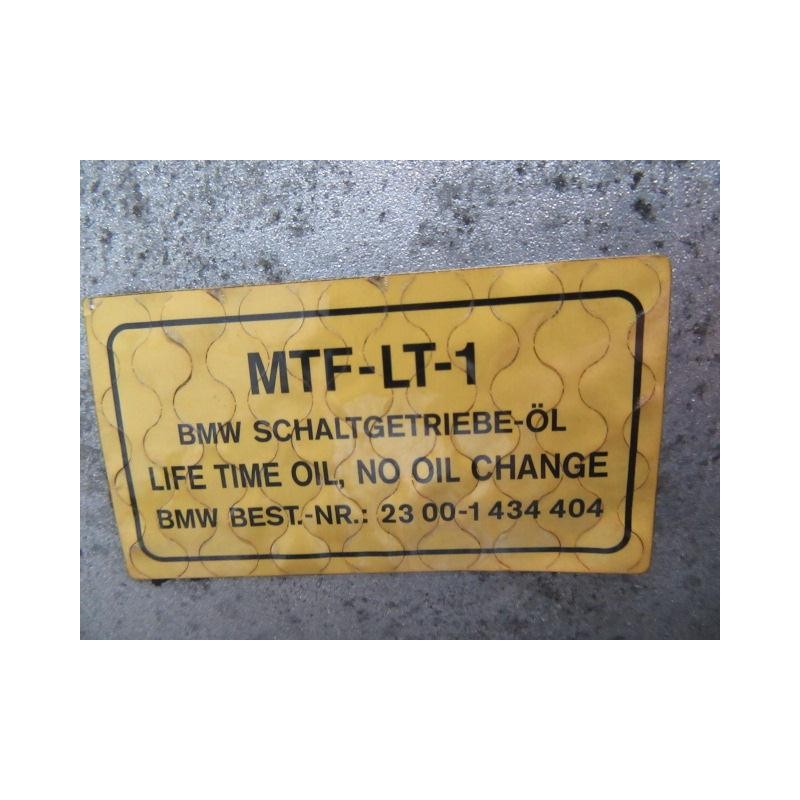 MTF-LT-1
BMW SCHALTGETRIEBE-ÖL
LIFE TIME OIL, NO OIL CHANGE
BMW BEST.-NR.: 23 00-1 434 404